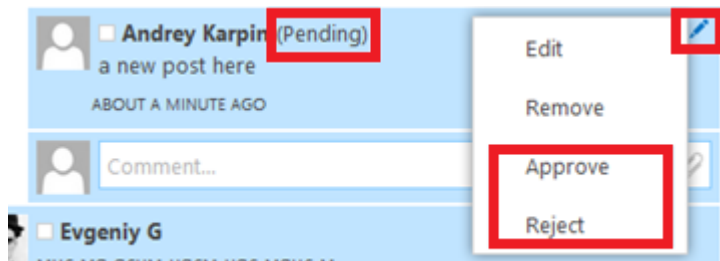 Andrey Karpin (Pending)
a new post here
ABOUT A MINUTE AGO
Comment...
Evgeniy G
Edit
Remove
Approve
Reject